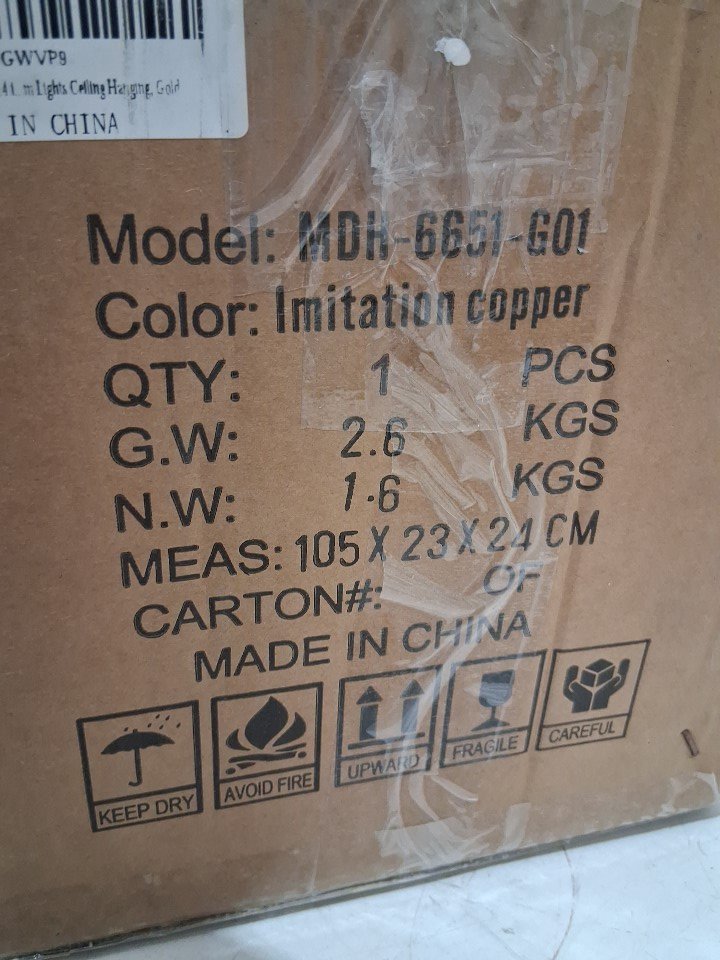 GWVP9
Lights Ceiling Hanging, Gold
IN CHINA
Model: MDH-6651-G01
Color: Imitation copper
QTY: 1 PCS
G.W: 2.6 KGS
N.W: 1.6 KGS
MEAS: 105 X 23 X 24 CM
CARTON#: OF
MADE IN CHINA
KEEP DRY
AVOID FIRE
UPWARD
FRAGILE
CAREFUL